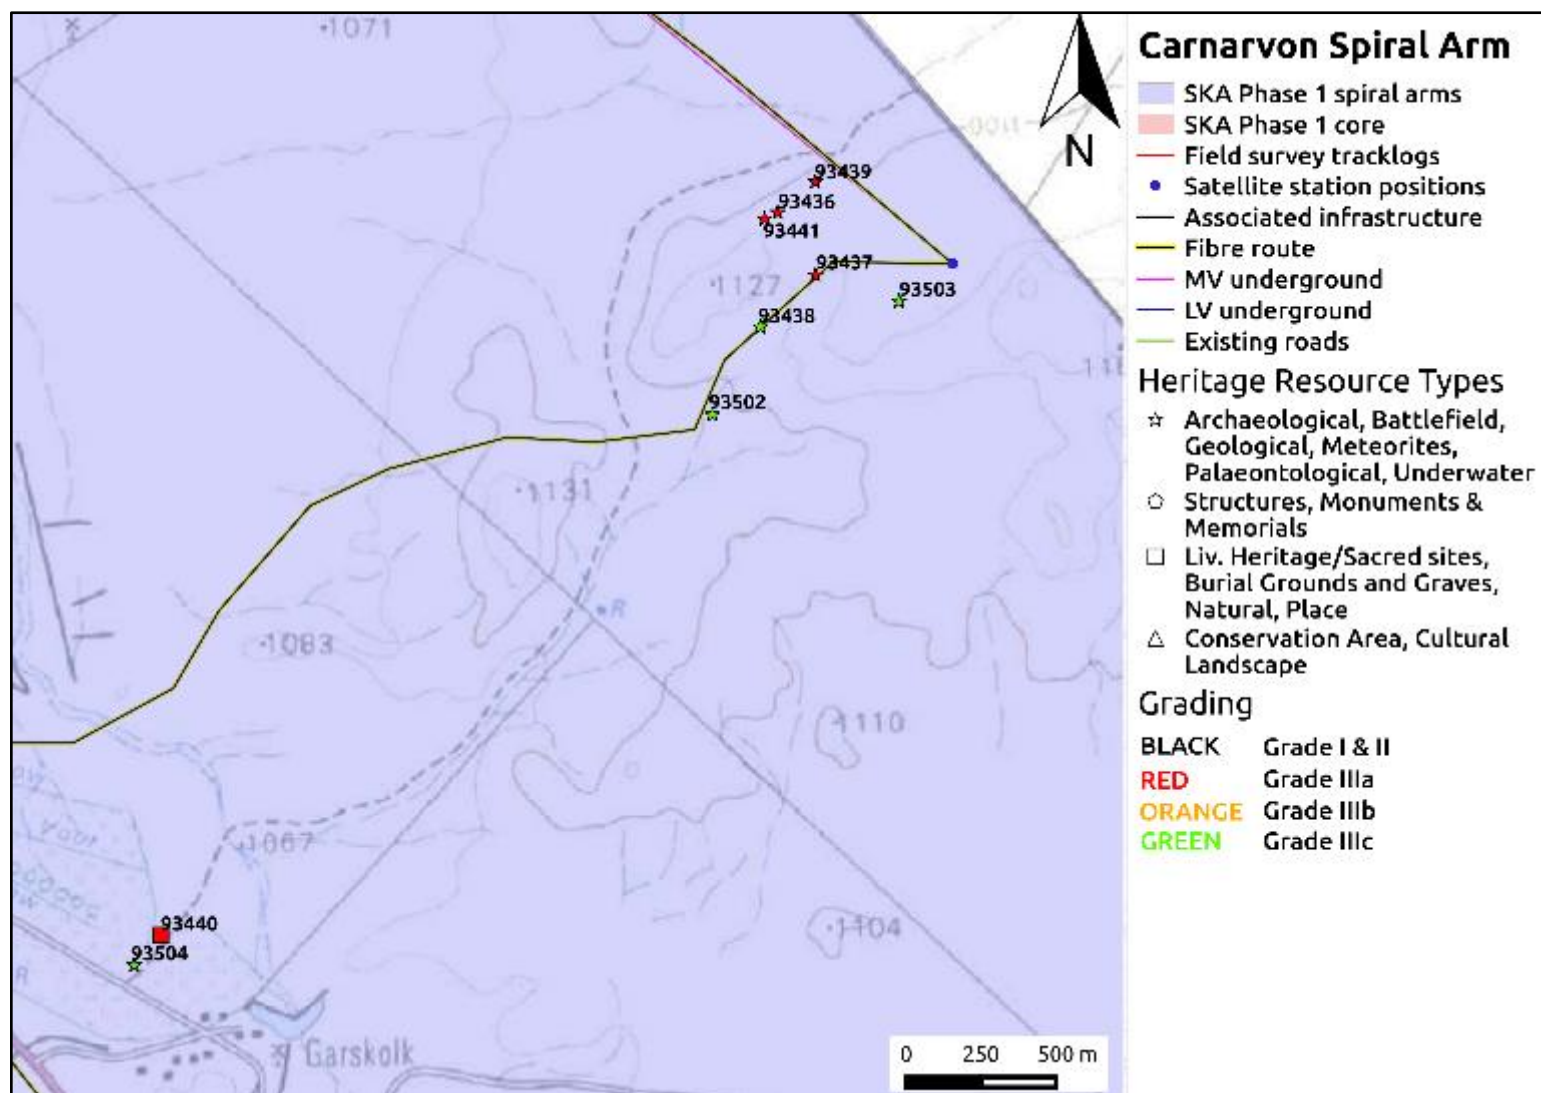 1071
1100
N
93439
93436
93441
93437
1127
93503
93438
93502
1131
R
1083
1110
1067
93440
93504
1104
R
Garskolk
0 250 500 m
Carnarvon Spiral Arm
SKA Phase 1 spiral arms
SKA Phase 1 core
Field survey tracklogs
Satellite station positions
Associated infrastructure
Fibre route
MV underground
LV underground
Existing roads
Heritage Resource Types
Archaeological, Battlefield,
Geological, Meteorites,
Palaeontological, Underwater
Structures, Monuments &
Memorials
Liv. Heritage/Sacred sites,
Burial Grounds and Graves,
Natural, Place
Conservation Area, Cultural
Landscape
Grading
BLACK Grade I & II
RED Grade IIIa
ORANGE Grade IIIb
GREEN Grade IIIc